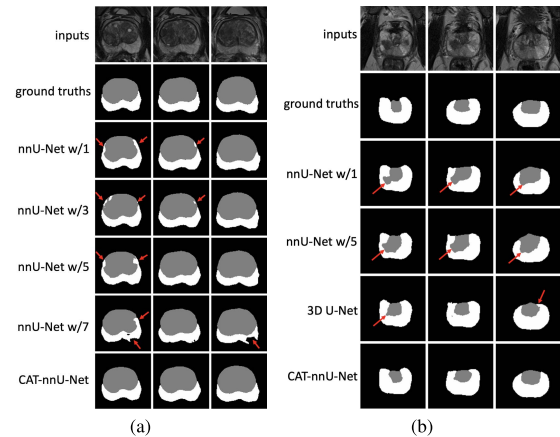 inputs
ground truths
nnU-Net w/1
nnU-Net w/3
nnU-Net w/5
nnU-Net w/7
CAT-nnU-Net
(a)
inputs
ground truths
nnU-Net w/1
nnU-Net w/5
3D U-Net
CAT-nnU-Net
(b)